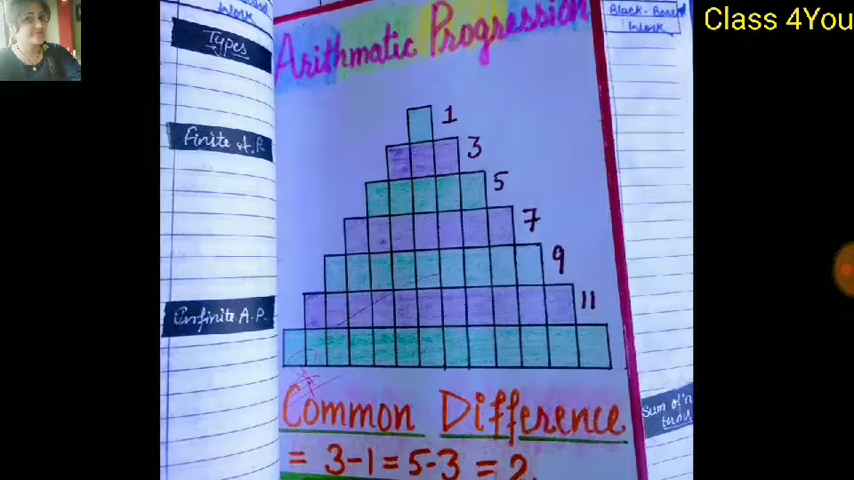 Class 4You
Work
Types
Finite A.P.
Infinite A.P.
Arithmatic Progression
1
3
5
7
9
11
Common Difference
= 3-1 = 5-3 = 2
Black-Board
Work
Sum of 'n'
terms